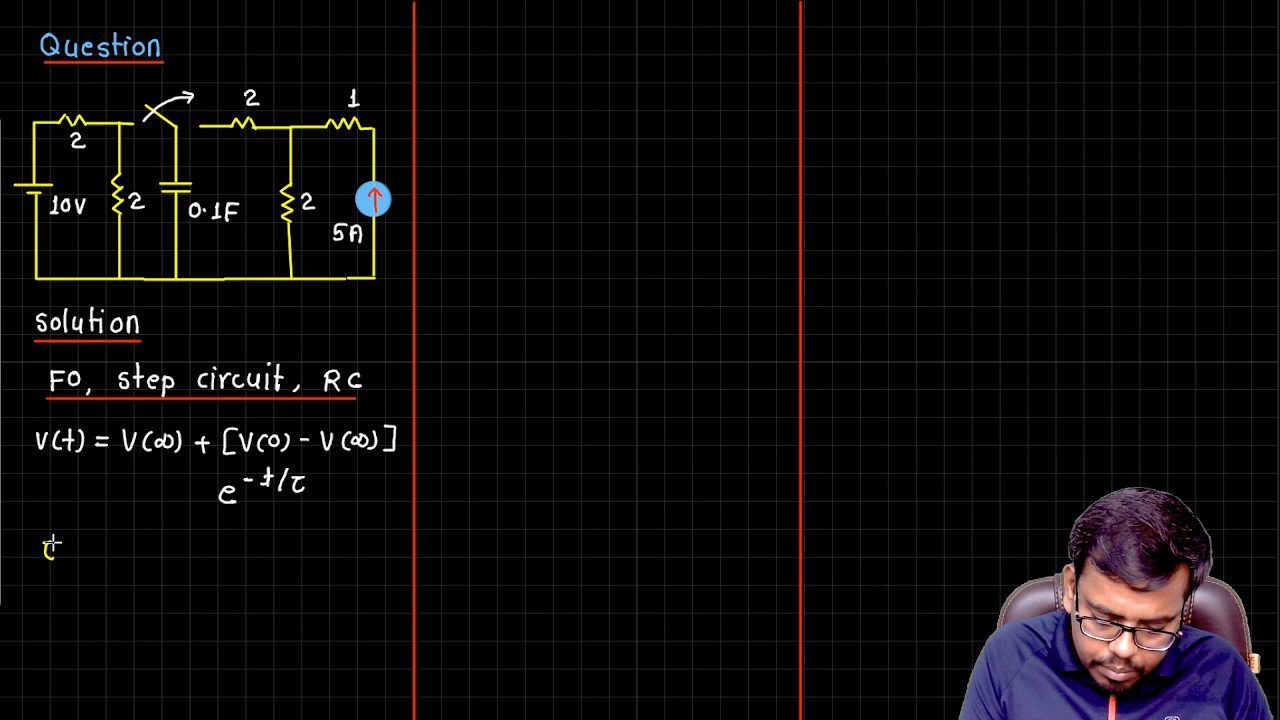 Question
2
2
10V
2
0.1F
2
1
2
5A
solution
FO, step circuit, RC
V(t) = V(∞) + [V(0) - V(∞)]
e^{-t/τ}
τ